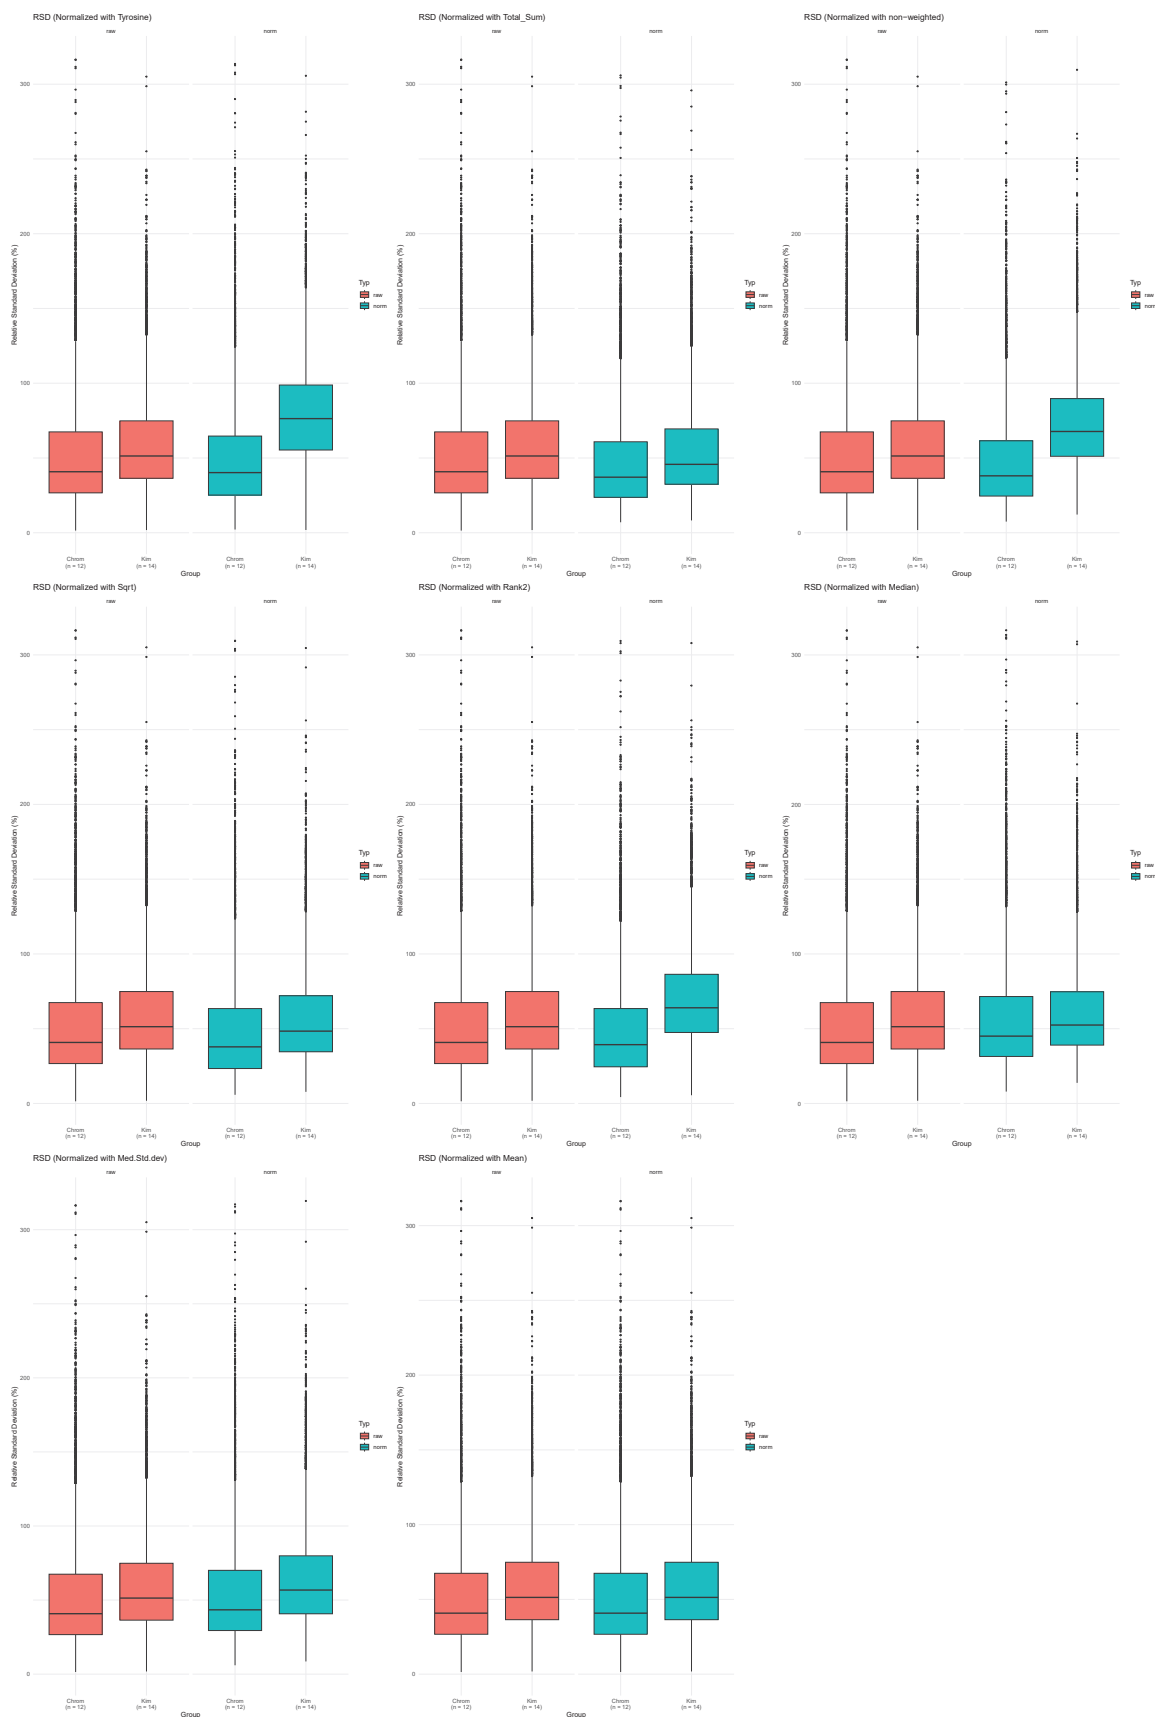 RSD (Normalized with Tyrosine)
raw
norm
300
200
100
0
Relative Standard Deviation (%)
Chrom
(n = 12)
Kim
(n = 14)
Chrom
(n = 12)
Kim
(n = 14)
Group
Typ
raw
norm
RSD (Normalized with Total_Sum)
raw
norm
300
200
100
0
Relative Standard Deviation (%)
Chrom
(n = 12)
Kim
(n = 14)
Chrom
(n = 12)
Kim
(n = 14)
Group
Typ
raw
norm
RSD (Normalized with non−weighted)
raw
norm
300
200
100
0
Relative Standard Deviation (%)
Chrom
(n = 12)
Kim
(n = 14)
Chrom
(n = 12)
Kim
(n = 14)
Group
Typ
raw
norm
RSD (Normalized with Sqrt)
raw
norm
300
200
100
0
Relative Standard Deviation (%)
Chrom
(n = 12)
Kim
(n = 14)
Chrom
(n = 12)
Kim
(n = 14)
Group
Typ
raw
norm
RSD (Normalized with Rank2)
raw
norm
300
200
100
0
Relative Standard Deviation (%)
Chrom
(n = 12)
Kim
(n = 14)
Chrom
(n = 12)
Kim
(n = 14)
Group
Typ
raw
norm
RSD (Normalized with Median)
raw
norm
300
200
100
0
Relative Standard Deviation (%)
Chrom
(n = 12)
Kim
(n = 14)
Chrom
(n = 12)
Kim
(n = 14)
Group
Typ
raw
norm
RSD (Normalized with Med.Std.dev)
raw
norm
300
200
100
0
Relative Standard Deviation (%)
Chrom
(n = 12)
Kim
(n = 14)
Chrom
(n = 12)
Kim
(n = 14)
Group
Typ
raw
norm
RSD (Normalized with Mean)
raw
norm
300
200
100
0
Relative Standard Deviation (%)
Chrom
(n = 12)
Kim
(n = 14)
Chrom
(n = 12)
Kim
(n = 14)
Group
Typ
raw
norm